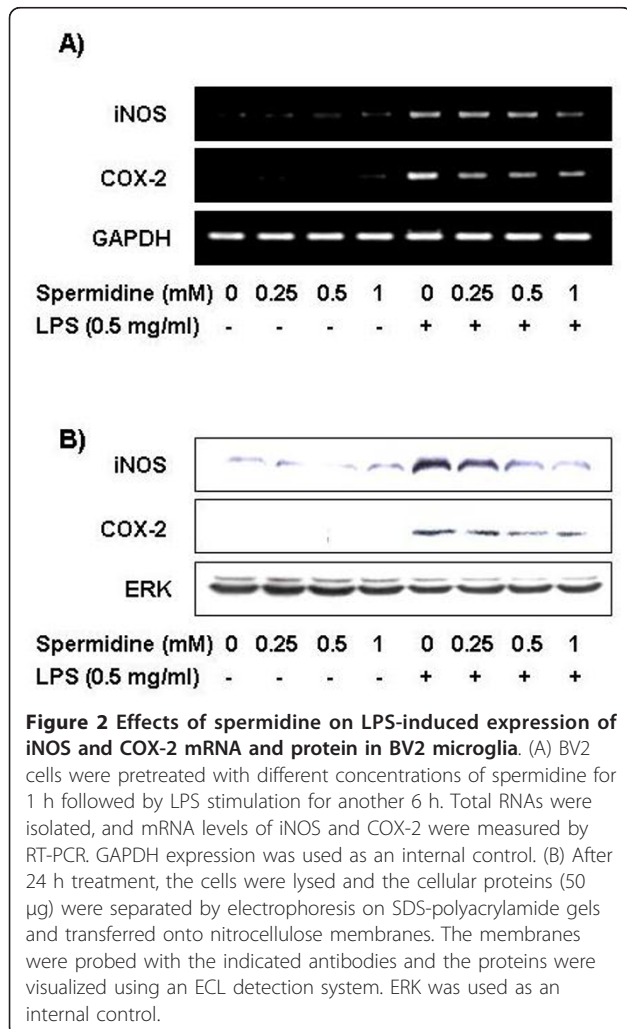 A)
iNOS
COX-2
GAPDH
Spermidine (mM) 0 0.25 0.5 1 0 0.25 0.5 1
LPS (0.5 mg/ml) - - - - + + + +
B)
iNOS
COX-2
ERK
Spermidine (mM) 0 0.25 0.5 1 0 0.25 0.5 1
LPS (0.5 mg/ml) - - - - + + + +
Figure 2 Effects of spermidine on LPS-induced expression of
iNOS and COX-2 mRNA and protein in BV2 microglia. (A) BV2
cells were pretreated with different concentrations of spermidine for
1 h followed by LPS stimulation for another 6 h. Total RNAs were
isolated, and mRNA levels of iNOS and COX-2 were measured by
RT-PCR. GAPDH expression was used as an internal control. (B) After
24 h treatment, the cells were lysed and the cellular proteins (50
μg) were separated by electrophoresis on SDS-polyacrylamide gels
and transferred onto nitrocellulose membranes. The membranes
were probed with the indicated antibodies and the proteins were
visualized using an ECL detection system. ERK was used as an
internal control.